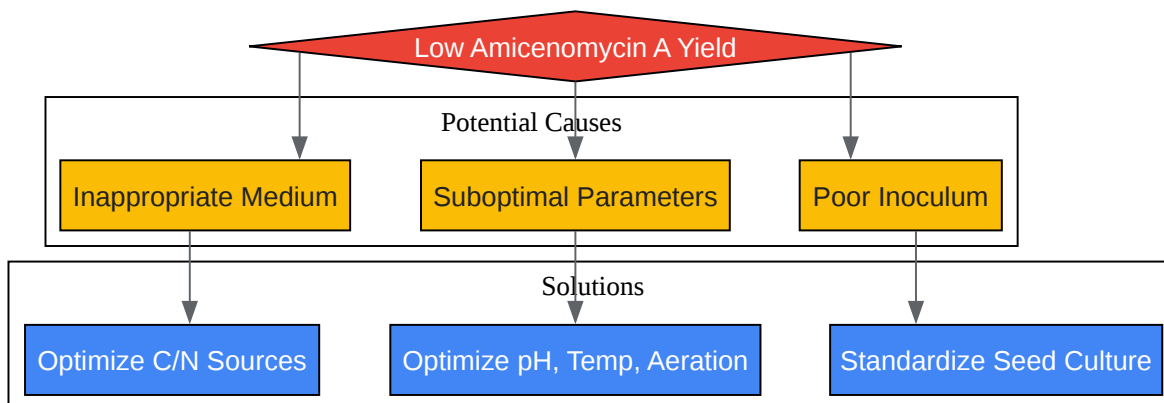 Low Amicenomycin A Yield
Potential Causes
Inappropriate Medium
Suboptimal Parameters
Poor Inoculum
Solutions
Optimize C/N Sources
Optimize pH, Temp, Aeration
Standardize Seed Culture